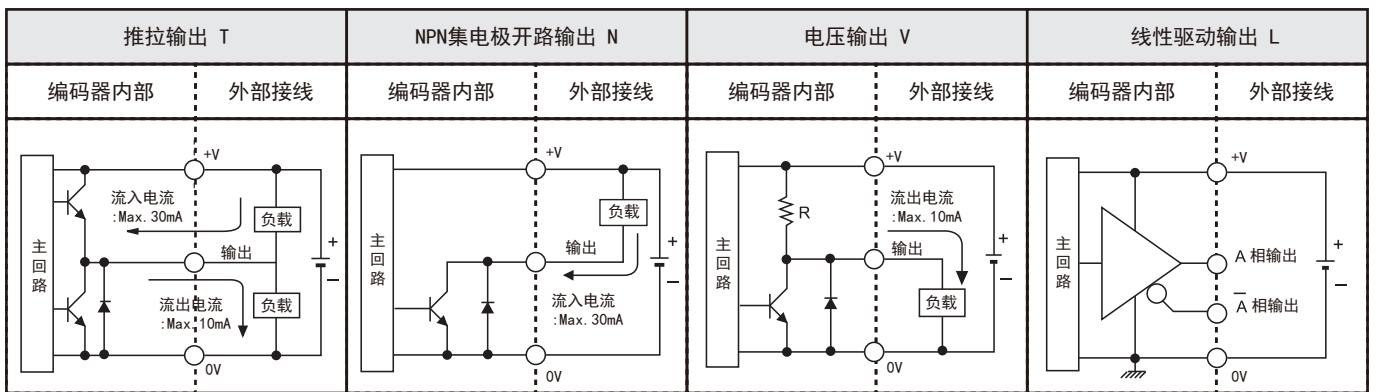 推拉输出 T
NPN集电极开路输出 N
电压输出 V
线性驱动输出 L
编码器内部
外部接线
编码器内部
外部接线
编码器内部
外部接线
编码器内部
外部接线
主回路
+V
流入电流
:Max.30mA
负载
输出
+
−
流出电流
:Max.10mA
负载
0V
主回路
+V
负载
输出
+
−
流入电流
:Max.30mA
0V
主回路
+V
R
流出电流
:Max.10mA
输出
+
−
负载
0V
主回路
+V
A 相输出
A̅ 相输出
+
−
0V